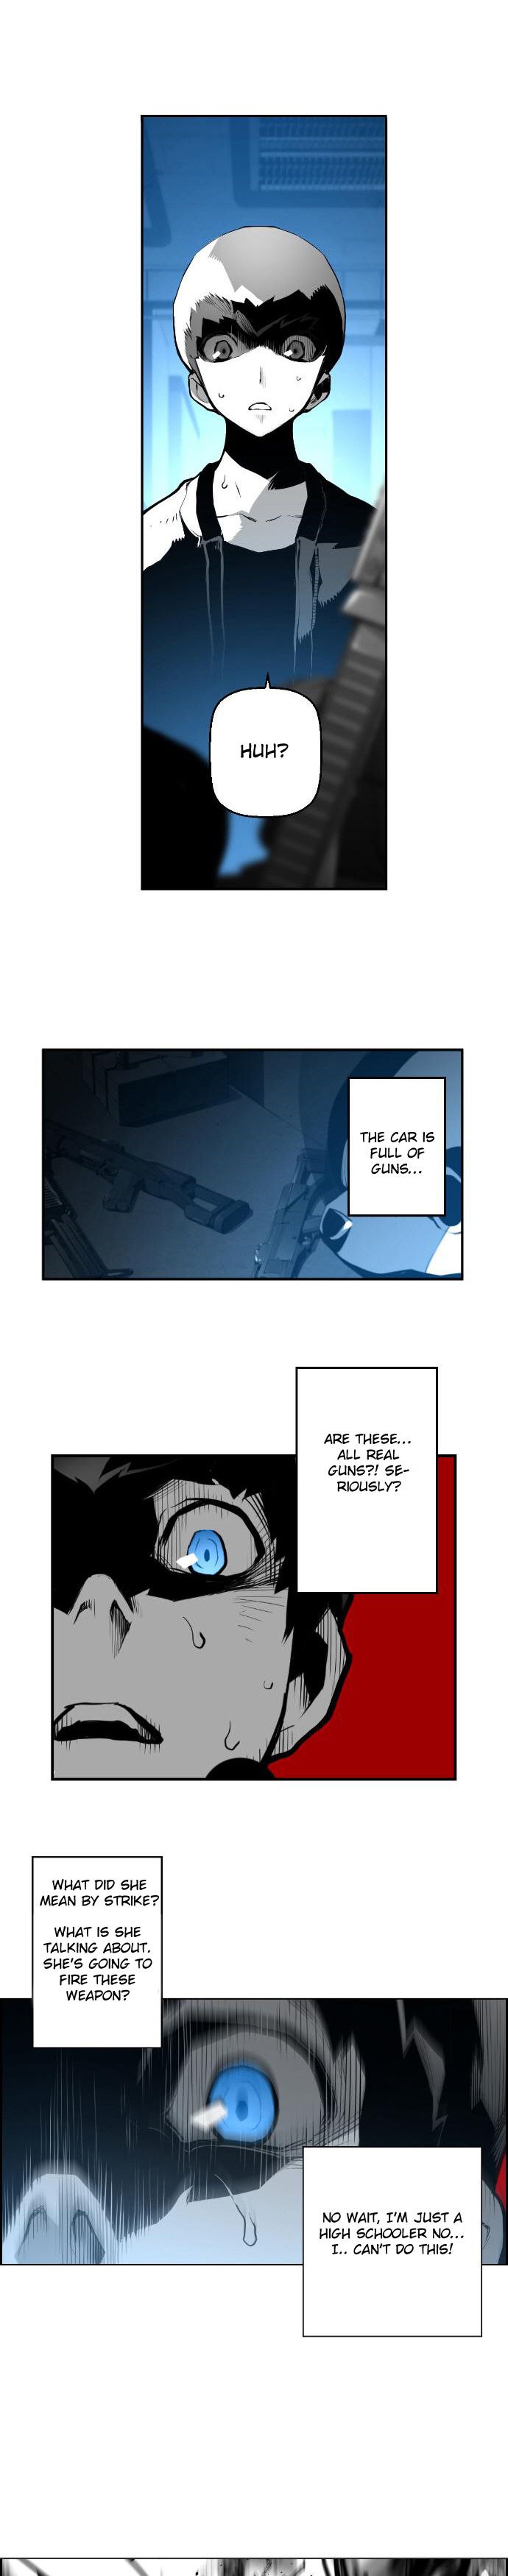 HUH?
THE CAR IS
FULL OF
GUNS...
ARE THESE...
ALL REAL
GUNS?! SE-
RIOUSLY?
WHAT DID SHE
MEAN BY STRIKE?
WHAT IS SHE
TALKING ABOUT.
SHE'S GOING TO
FIRE THESE
WEAPON?
NO WAIT, I'M JUST A
HIGH SCHOOLER NO...
I.. CAN'T DO THIS!